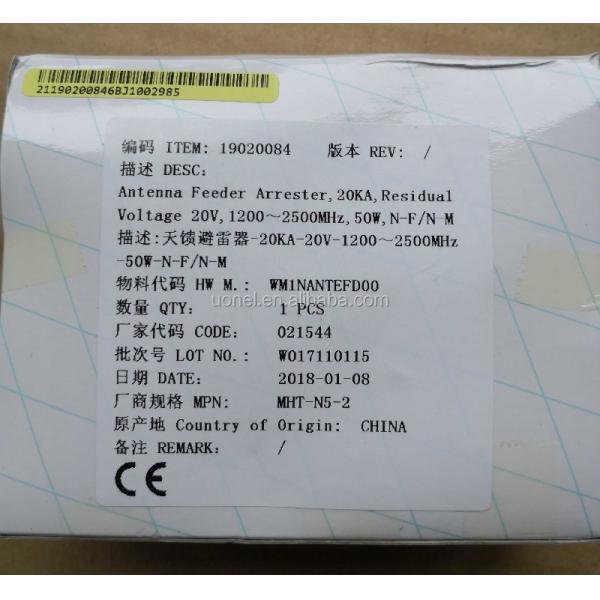 21190200846BJ1002985
编码 ITEM: 19020084 版本 REV: /
描述 DESC:
Antenna Feeder Arrester,20KA,Residual
Voltage 20V,1200～2500MHz,50W,N-F/N-M
描述:天馈避雷器-20KA-20V-1200～2500MHz
-50W-N-F/N-M
物料代码 HW M.: WM1NANTEFD00
uonel.en.alibaba.com
数量 QTY: 1 PCS
厂家代码 CODE: 021544
批次号 LOT NO.: W017110115
日期 DATE: 2018-01-08
厂商规格 MPN: MHT-N5-2
原产地 Country of Origin: CHINA
备注 REMARK: /
CE